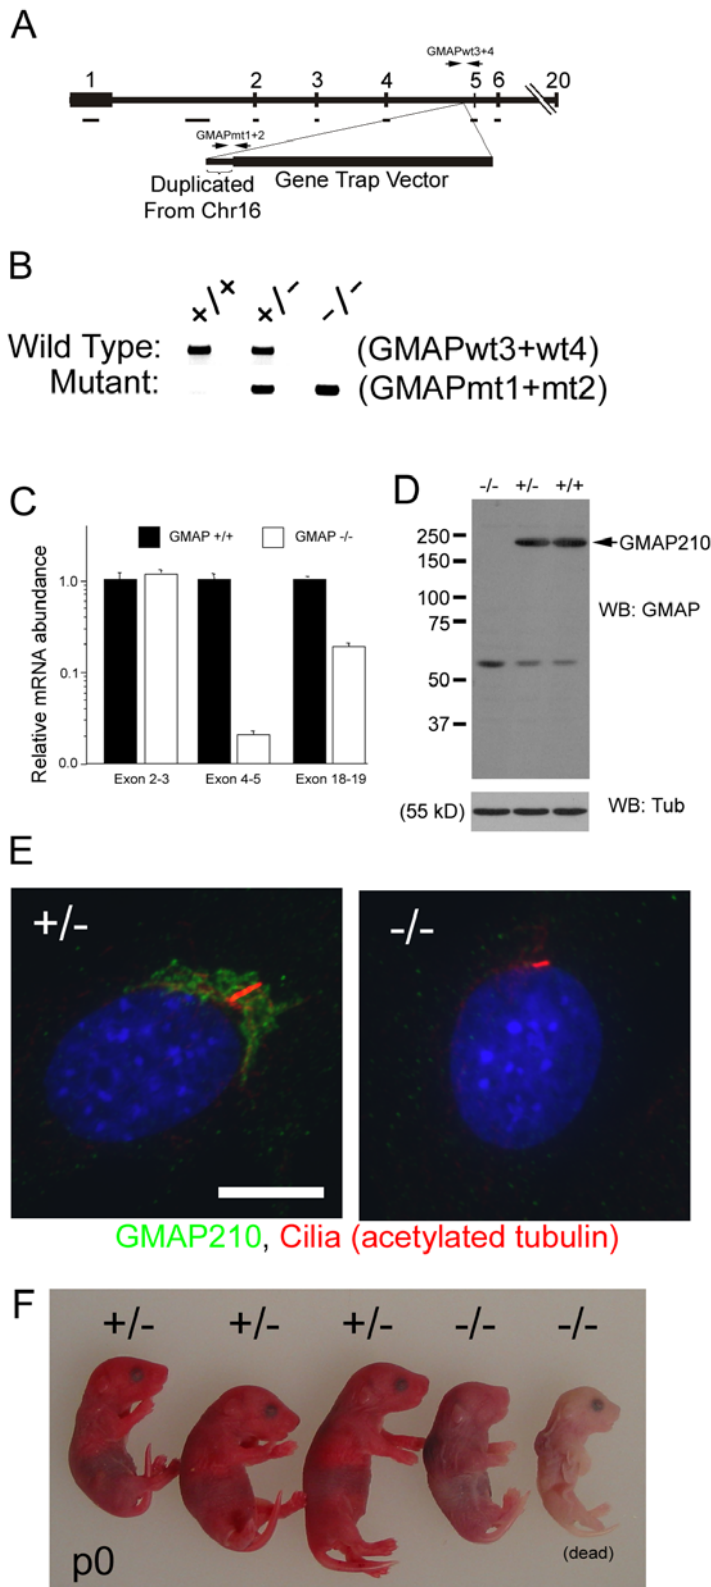 A
GMAPwt3+4
1 2 3 4 5 6 20
GMAPmt1+2
Duplicated From Chr16
Gene Trap Vector
B
+/+ +/- -/-
Wild Type: (GMAPwt3+wt4)
Mutant: (GMAPmt1+mt2)
C
GMAP +/+ GMAP -/-
Relative mRNA abundance
1.0
0.1
0.0
Exon 2-3 Exon 4-5 Exon 18-19
D
-/- +/- +/+
250
150
100
75
50
37
GMAP210
WB: GMAP
(55 kD)
WB: Tub
E
+/- -/-
GMAP210, Cilia (acetylated tubulin)
F
+/- +/- +/- -/- -/-
p0
(dead)